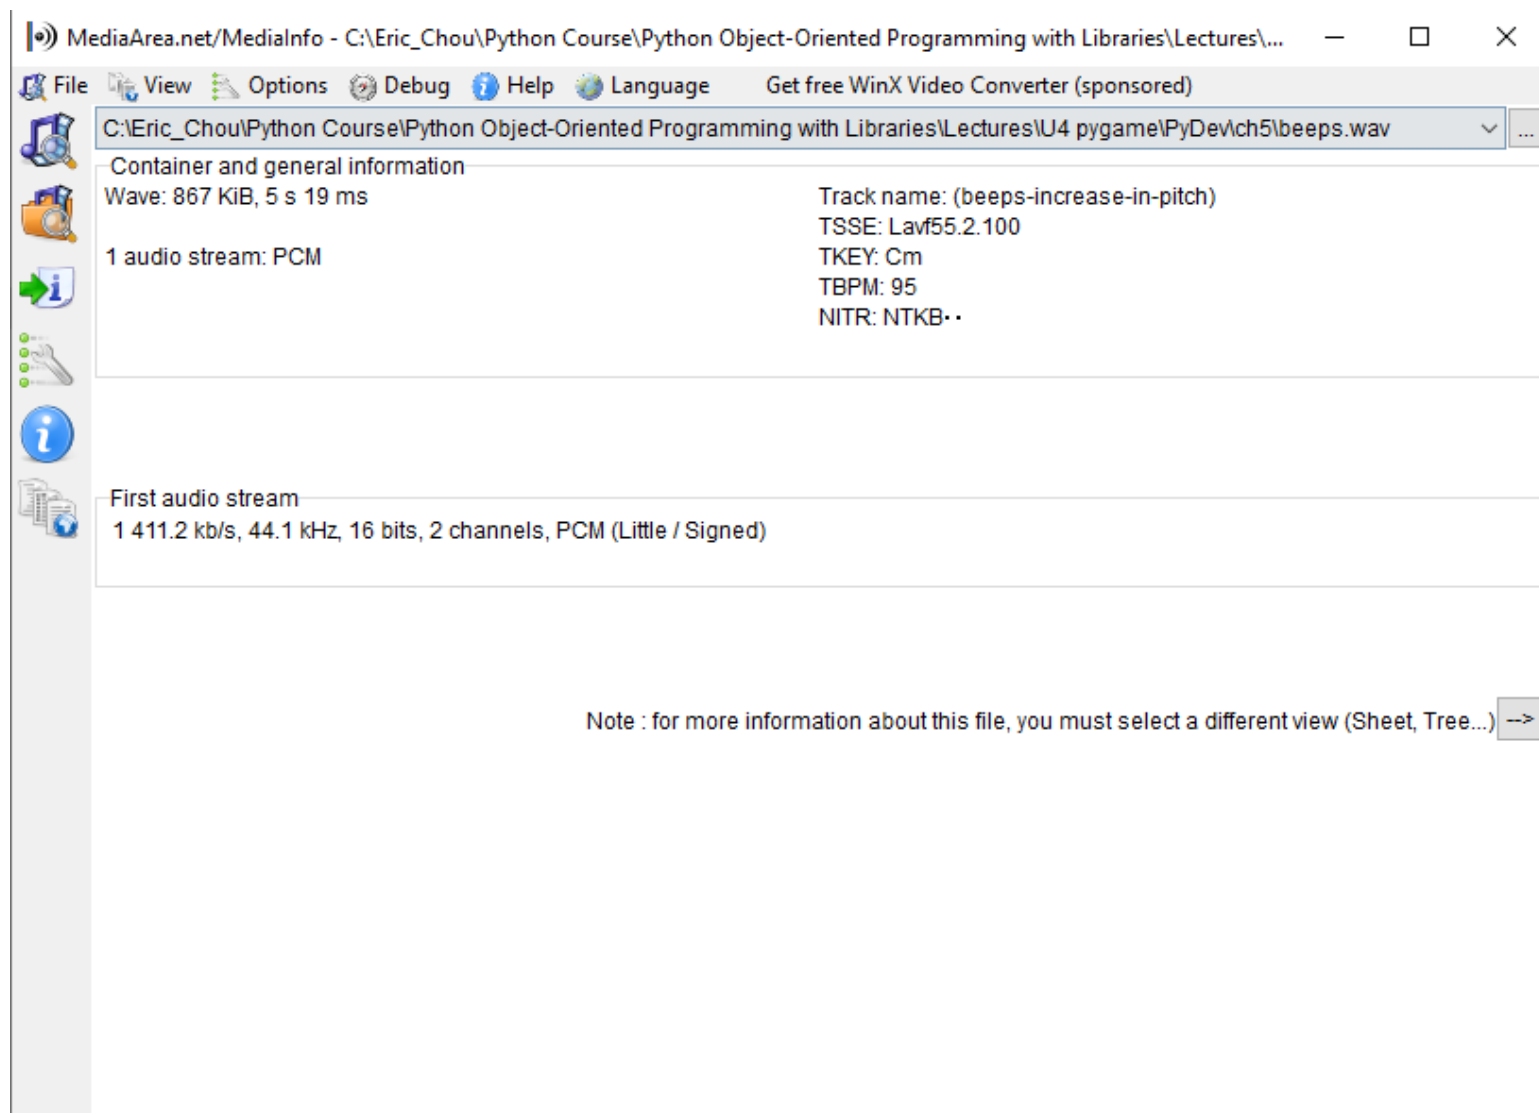 MediaArea.net/MediaInfo - C:\Eric_Chou\Python Course\Python Object-Oriented Programming with Libraries\Lectures\...
File View Options Debug Help Language Get free WinX Video Converter (sponsored)
C:\Eric_Chou\Python Course\Python Object-Oriented Programming with Libraries\Lectures\U4 pygame\PyDev\ch5\beeps.wav ...
Container and general information
Wave: 867 KiB, 5 s 19 ms
1 audio stream: PCM
Track name: (beeps-increase-in-pitch)
TSSE: Lavf55.2.100
TKEY: Cm
TBPM: 95
NITR: NTKB··
First audio stream
1 411.2 kb/s, 44.1 kHz, 16 bits, 2 channels, PCM (Little / Signed)
Note : for more information about this file, you must select a different view (Sheet, Tree...) -->